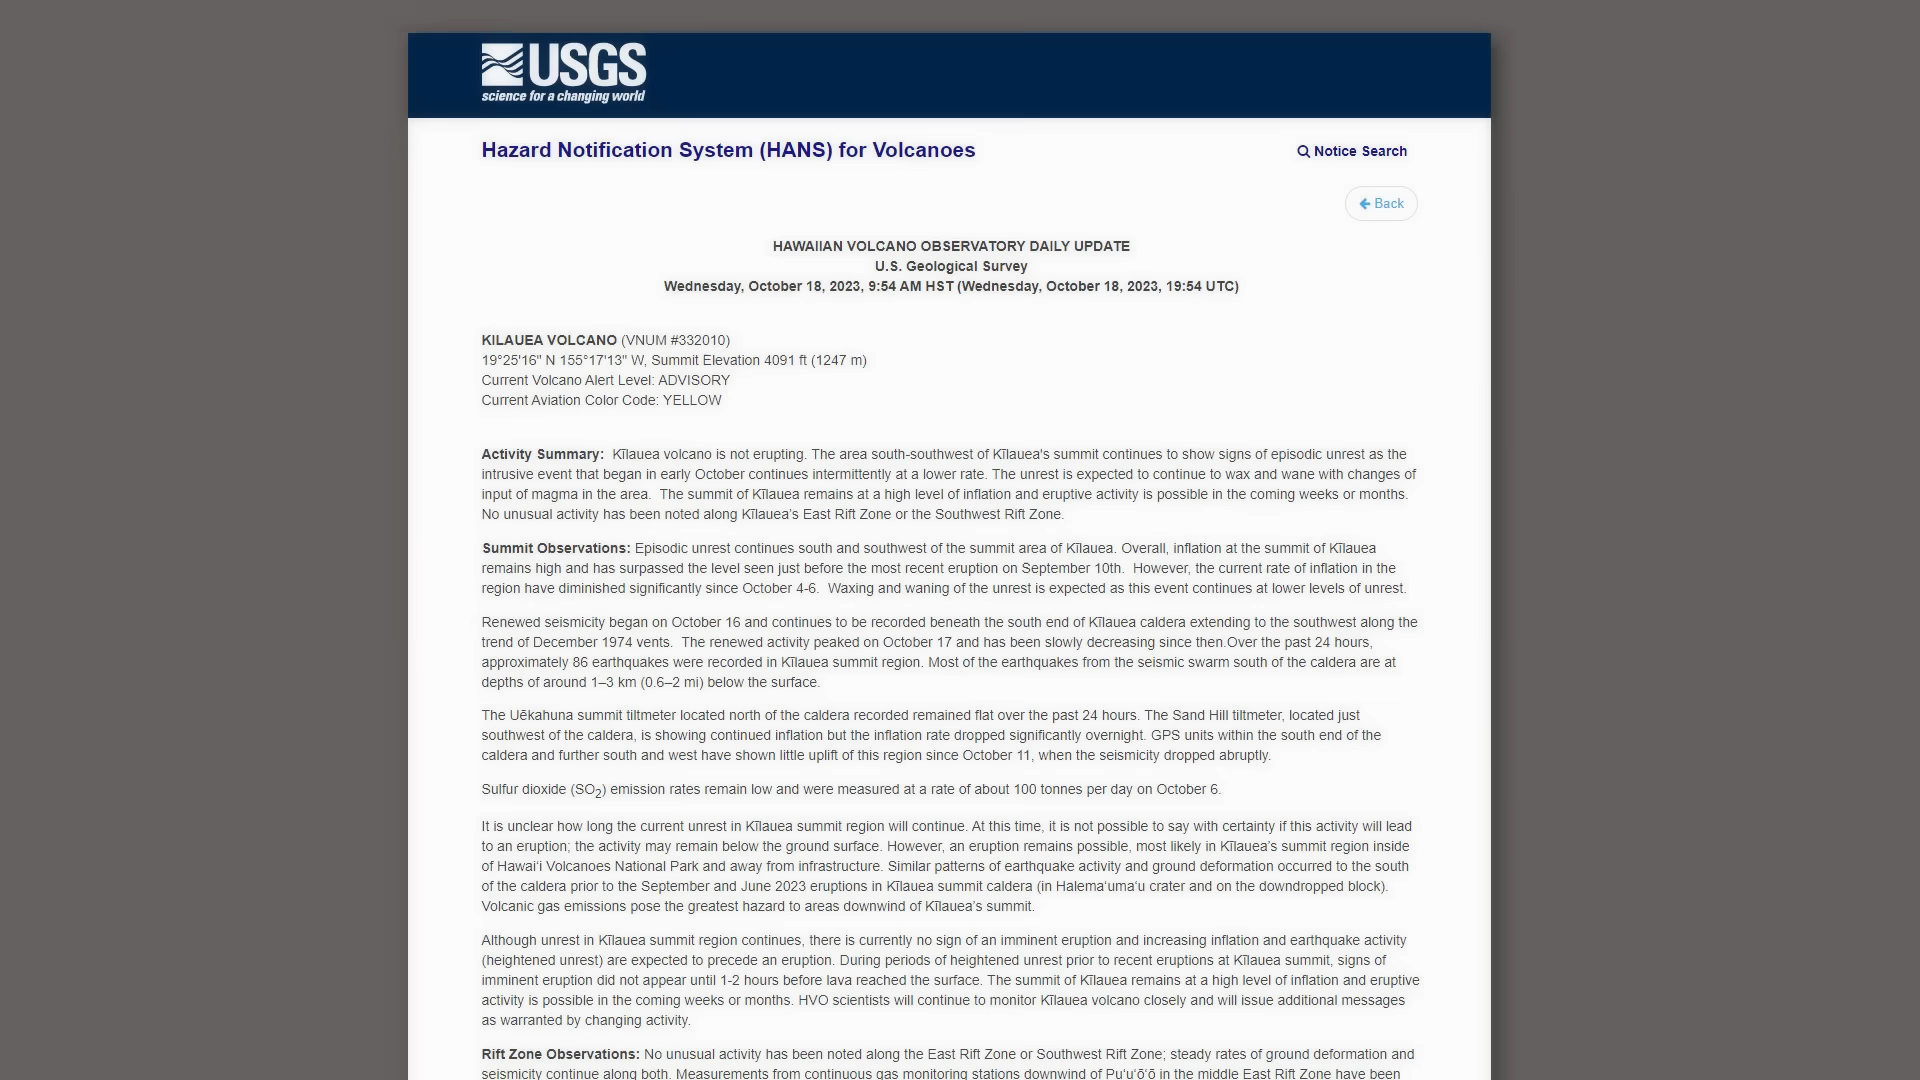 USGS
science for a changing world
Hazard Notification System (HANS) for Volcanoes
Notice Search
Back
HAWAIIAN VOLCANO OBSERVATORY DAILY UPDATE
U.S. Geological Survey
Wednesday, October 18, 2023, 9:54 AM HST (Wednesday, October 18, 2023, 19:54 UTC)
KILAUEA VOLCANO (VNUM #332010)
19°25'16" N 155°17'13" W, Summit Elevation 4091 ft (1247 m)
Current Volcano Alert Level: ADVISORY
Current Aviation Color Code: YELLOW
Activity Summary:  Kīlauea volcano is not erupting. The area south-southwest of Kīlauea's summit continues to show signs of episodic unrest as the
intrusive event that began in early October continues intermittently at a lower rate. The unrest is expected to continue to wax and wane with changes of
input of magma in the area.  The summit of Kīlauea remains at a high level of inflation and eruptive activity is possible in the coming weeks or months.
No unusual activity has been noted along Kīlauea’s East Rift Zone or the Southwest Rift Zone.
Summit Observations: Episodic unrest continues south and southwest of the summit area of Kīlauea. Overall, inflation at the summit of Kīlauea
remains high and has surpassed the level seen just before the most recent eruption on September 10th.  However, the current rate of inflation in the
region have diminished significantly since October 4-6.  Waxing and waning of the unrest is expected as this event continues at lower levels of unrest.
Renewed seismicity began on October 16 and continues to be recorded beneath the south end of Kīlauea caldera extending to the southwest along the
trend of December 1974 vents.  The renewed activity peaked on October 17 and has been slowly decreasing since then.Over the past 24 hours,
approximately 86 earthquakes were recorded in Kīlauea summit region. Most of the earthquakes from the seismic swarm south of the caldera are at
depths of around 1–3 km (0.6–2 mi) below the surface.
The Uēkahuna summit tiltmeter located north of the caldera recorded remained flat over the past 24 hours. The Sand Hill tiltmeter, located just
southwest of the caldera, is showing continued inflation but the inflation rate dropped significantly overnight. GPS units within the south end of the
caldera and further south and west have shown little uplift of this region since October 11, when the seismicity dropped abruptly.
Sulfur dioxide (SO2) emission rates remain low and were measured at a rate of about 100 tonnes per day on October 6.
It is unclear how long the current unrest in Kīlauea summit region will continue. At this time, it is not possible to say with certainty if this activity will lead
to an eruption; the activity may remain below the ground surface. However, an eruption remains possible, most likely in Kīlauea’s summit region inside
of Hawaiʻi Volcanoes National Park and away from infrastructure. Similar patterns of earthquake activity and ground deformation occurred to the south
of the caldera prior to the September and June 2023 eruptions in Kīlauea summit caldera (in Halemaʻumaʻu crater and on the downdropped block).
Volcanic gas emissions pose the greatest hazard to areas downwind of Kīlauea’s summit.
Although unrest in Kīlauea summit region continues, there is currently no sign of an imminent eruption and increasing inflation and earthquake activity
(heightened unrest) are expected to precede an eruption. During periods of heightened unrest prior to recent eruptions at Kīlauea summit, signs of
imminent eruption did not appear until 1-2 hours before lava reached the surface. The summit of Kīlauea remains at a high level of inflation and eruptive
activity is possible in the coming weeks or months. HVO scientists will continue to monitor Kīlauea volcano closely and will issue additional messages
as warranted by changing activity.
Rift Zone Observations: No unusual activity has been noted along the East Rift Zone or Southwest Rift Zone; steady rates of ground deformation and
seismicity continue along both. Measurements from continuous gas monitoring stations downwind of Puʻuʻōʻō in the middle East Rift Zone have been